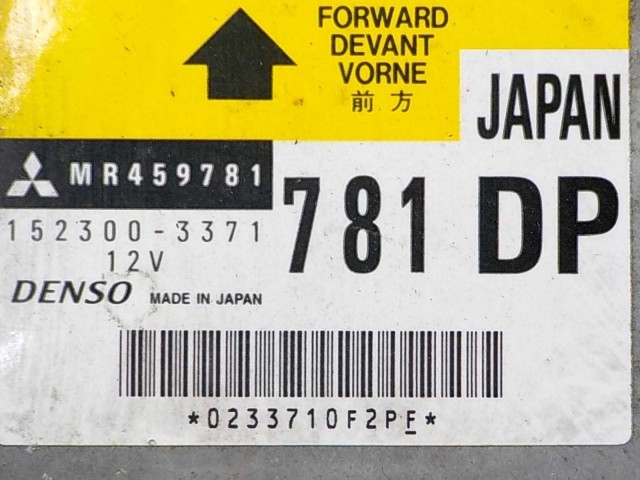 FORWARD
DEVANT
VORNE
前方
JAPAN
MR459781
781 DP
152300-3371
12V
DENSO MADE IN JAPAN
*0233710F2PF*